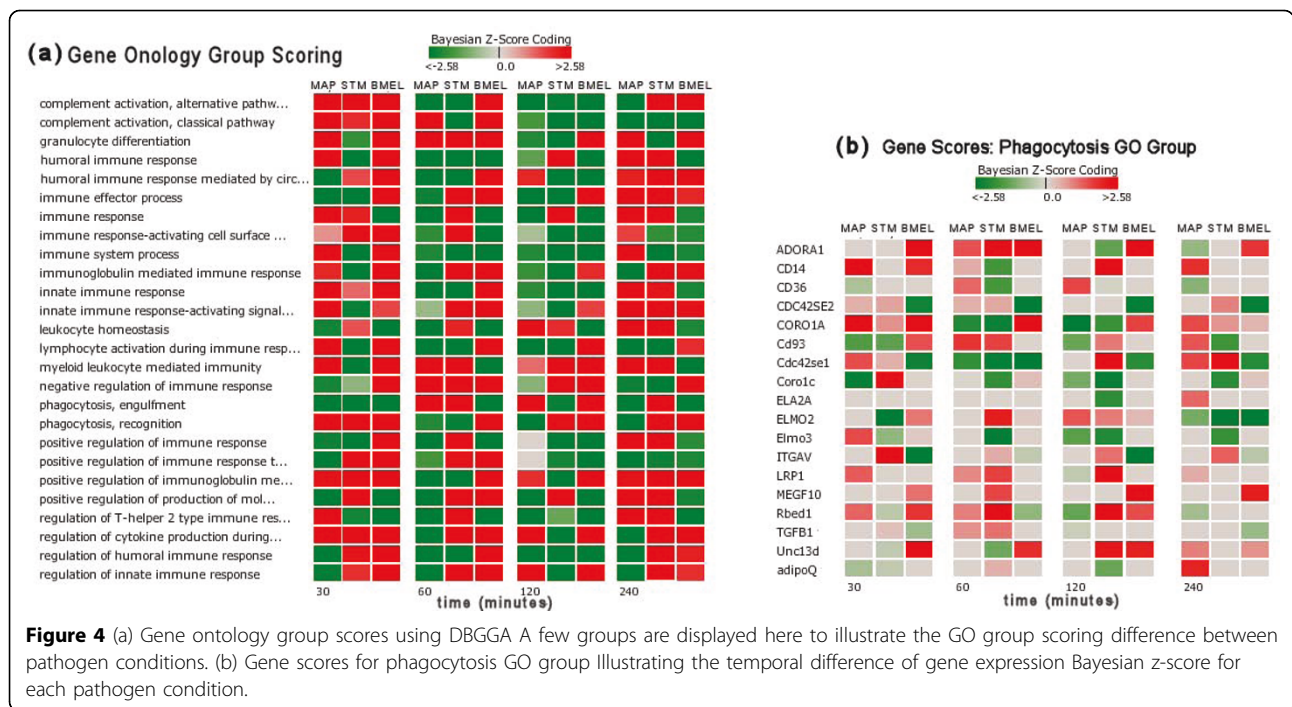 (a) Gene Onology Group Scoring
Bayesian Z-Score Coding
<-2.58 0.0 >2.58
MAP STM BMEL MAP STM BMEL MAP STM BMEL MAP STM BMEL
complement activation, alternative pathw...
complement activation, classical pathway
granulocyte differentiation
humoral immune response
humoral immune response mediated by circ...
immune effector process
immune response
immune response-activating cell surface ...
immune system process
immunoglobulin mediated immune response
innate immune response
innate immune response-activating signal...
leukocyte homeostasis
lymphocyte activation during immune resp...
myeloid leukocyte mediated immunity
negative regulation of immune response
phagocytosis, engulfment
phagocytosis, recognition
positive regulation of immune response
positive regulation of immune response t...
positive regulation of immunoglobulin me...
positive regulation of production of mol...
regulation of T-helper 2 type immune res...
regulation of cytokine production during...
regulation of humoral immune response
regulation of innate immune response
30 60 120 240
time (minutes)
(b) Gene Scores: Phagocytosis GO Group
Bayesian Z-Score Coding
<-2.58 0.0 >2.58
MAP STM BMEL MAP STM BMEL MAP STM BMEL MAP STM BMEL
ADORA1
CD14
CD36
CDC42SE2
CORO1A
Cd93
Cdc42se1
Coro1c
ELA2A
ELMO2
Elmo3
ITGAV
LRP1
MEGF10
Rbed1
TGFB1
Unc13d
adipoQ
30 60 120 240
time (minutes)
Figure 4 (a) Gene ontology group scores using DBGGA A few groups are displayed here to illustrate the GO group scoring difference between
pathogen conditions. (b) Gene scores for phagocytosis GO group Illustrating the temporal difference of gene expression Bayesian z-score for
each pathogen condition.